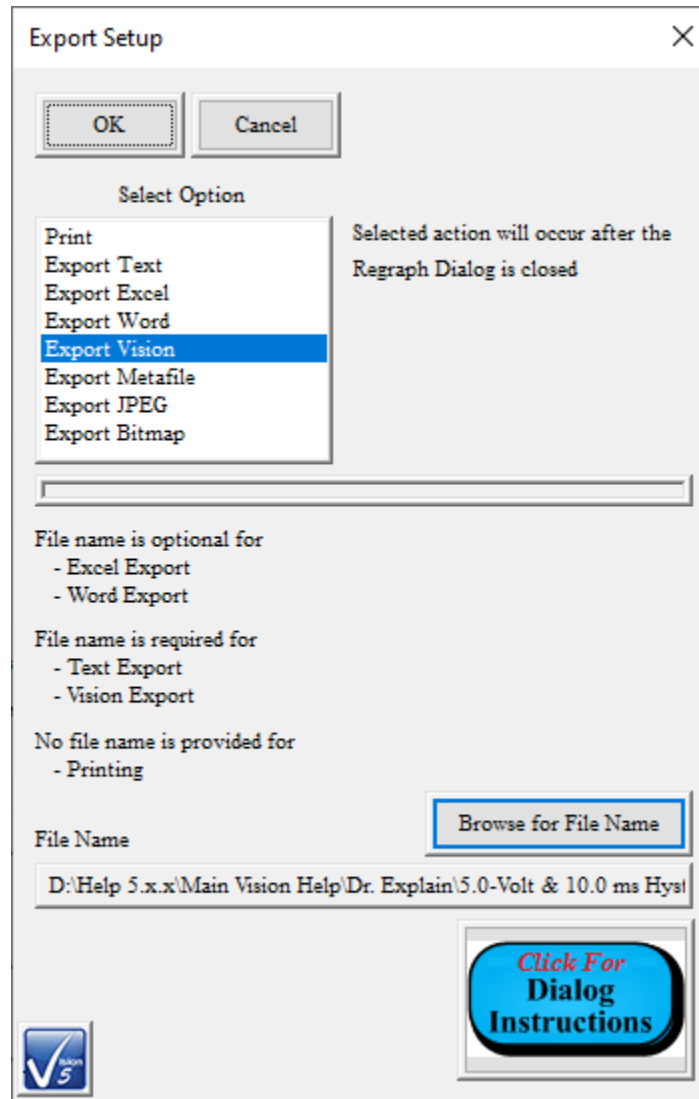 Export Setup
OK
Cancel
Select Option
Print
Export Text
Export Excel
Export Word
Export Vision
Export Metafile
Export JPEG
Export Bitmap
Selected action will occur after the
Regraph Dialog is closed
File name is optional for
- Excel Export
- Word Export
File name is required for
- Text Export
- Vision Export
No file name is provided for
- Printing
Browse for File Name
File Name
D:\Help 5.x.x\Main Vision Help\Dr. Explain\5.0-Volt & 10.0 ms Hyst
Click For
Dialog
Instructions
Vision
5